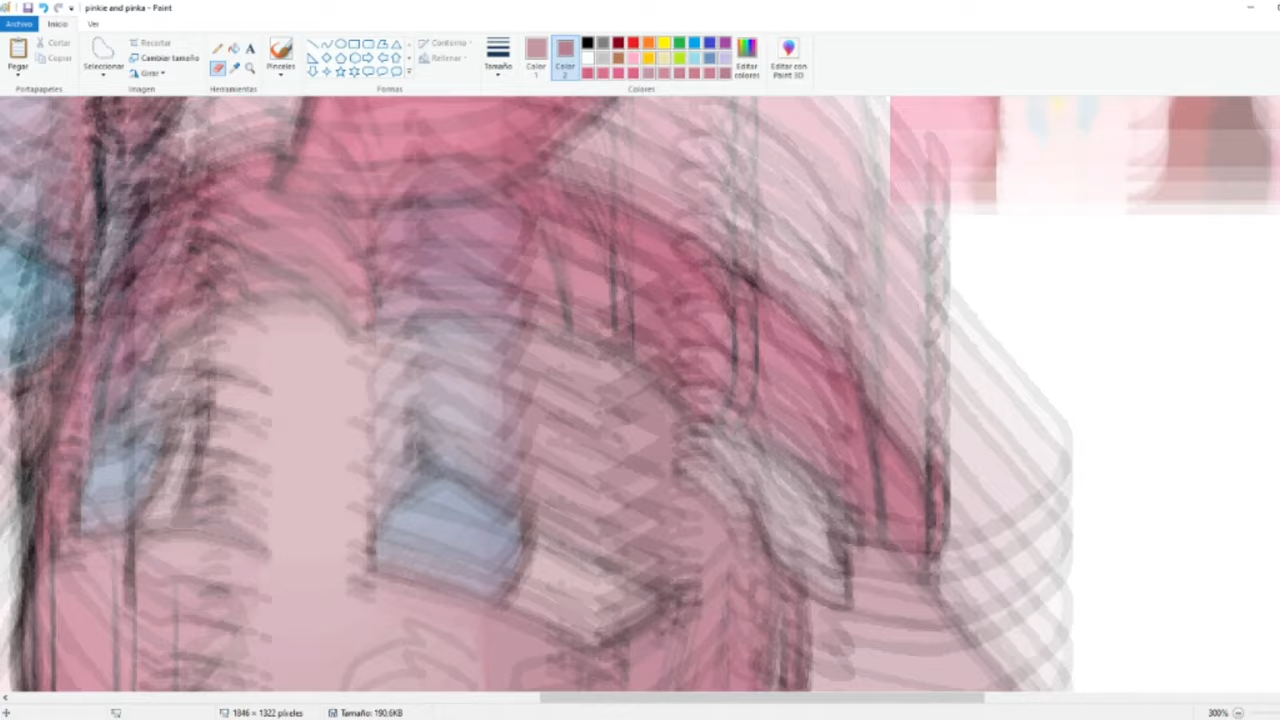 pinkie and pinka - Paint
Archivo Inicio Ver
Pegar
Cortar
Copiar
Portapapeles
Seleccionar
Recortar
Cambiar tamaño
Girar
Imagen
A
Herramientas
Pinceles
Contorno
Rellenar
Formas
Tamaño
Color 1
Color 2
Editar colores
Editar con Paint 3D
Colores
1846 × 1322 píxeles
Tamaño: 190,6KB
300%